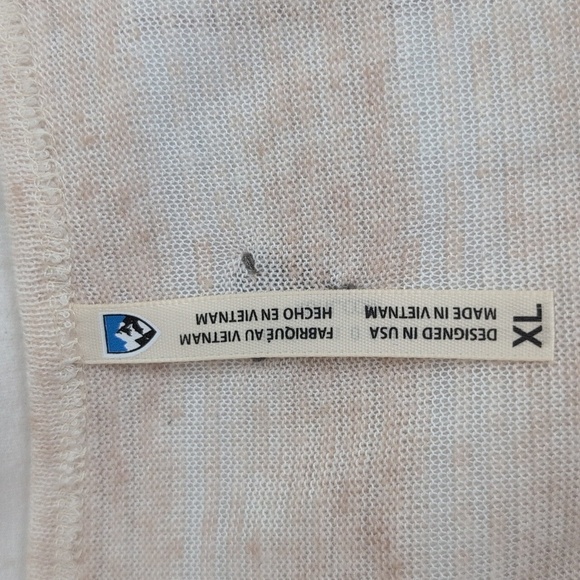 XL
DESIGNED IN USA
MADE IN VIETNAM
FABRIQUÉ AU VIETNAM
HECHO EN VIETNAM